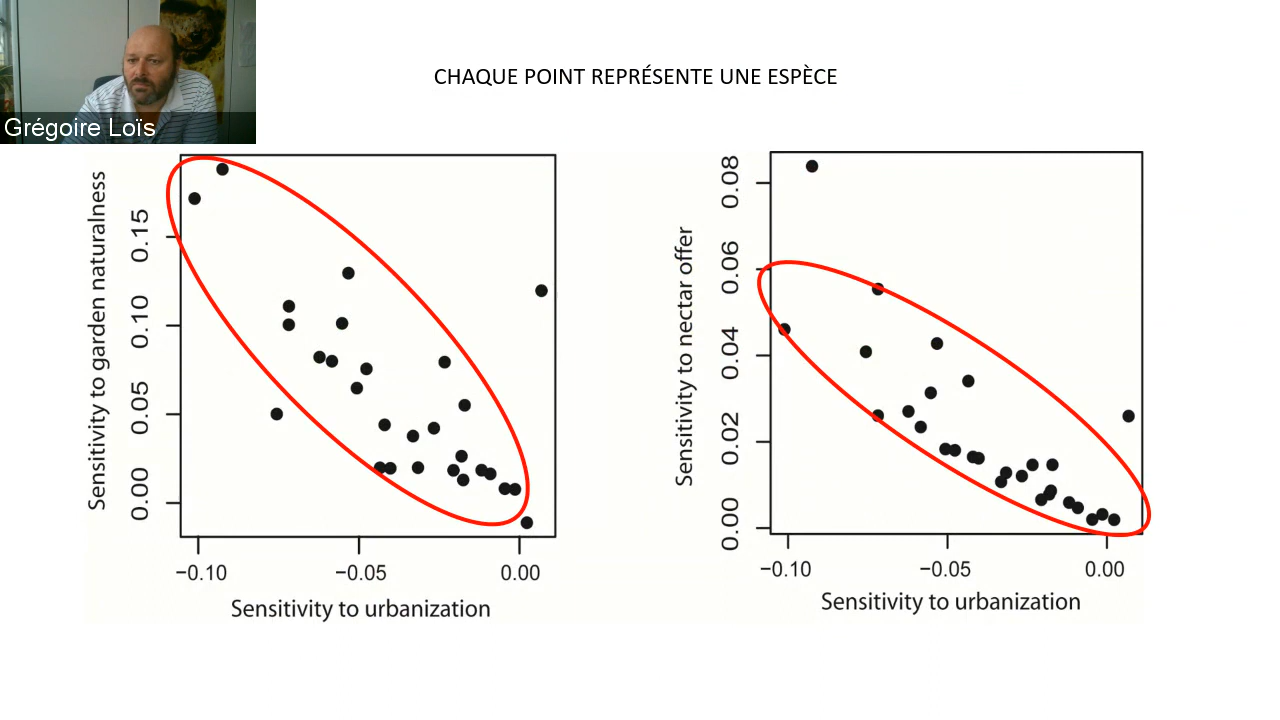 Grégoire Loïs
CHAQUE POINT REPRÉSENTE UNE ESPÈCE
Sensitivity to garden naturalness
0.15
0.10
0.05
0.00
−0.10
−0.05
0.00
Sensitivity to urbanization
Sensitivity to nectar offer
0.08
0.06
0.04
0.02
0.00
−0.10
−0.05
0.00
Sensitivity to urbanization